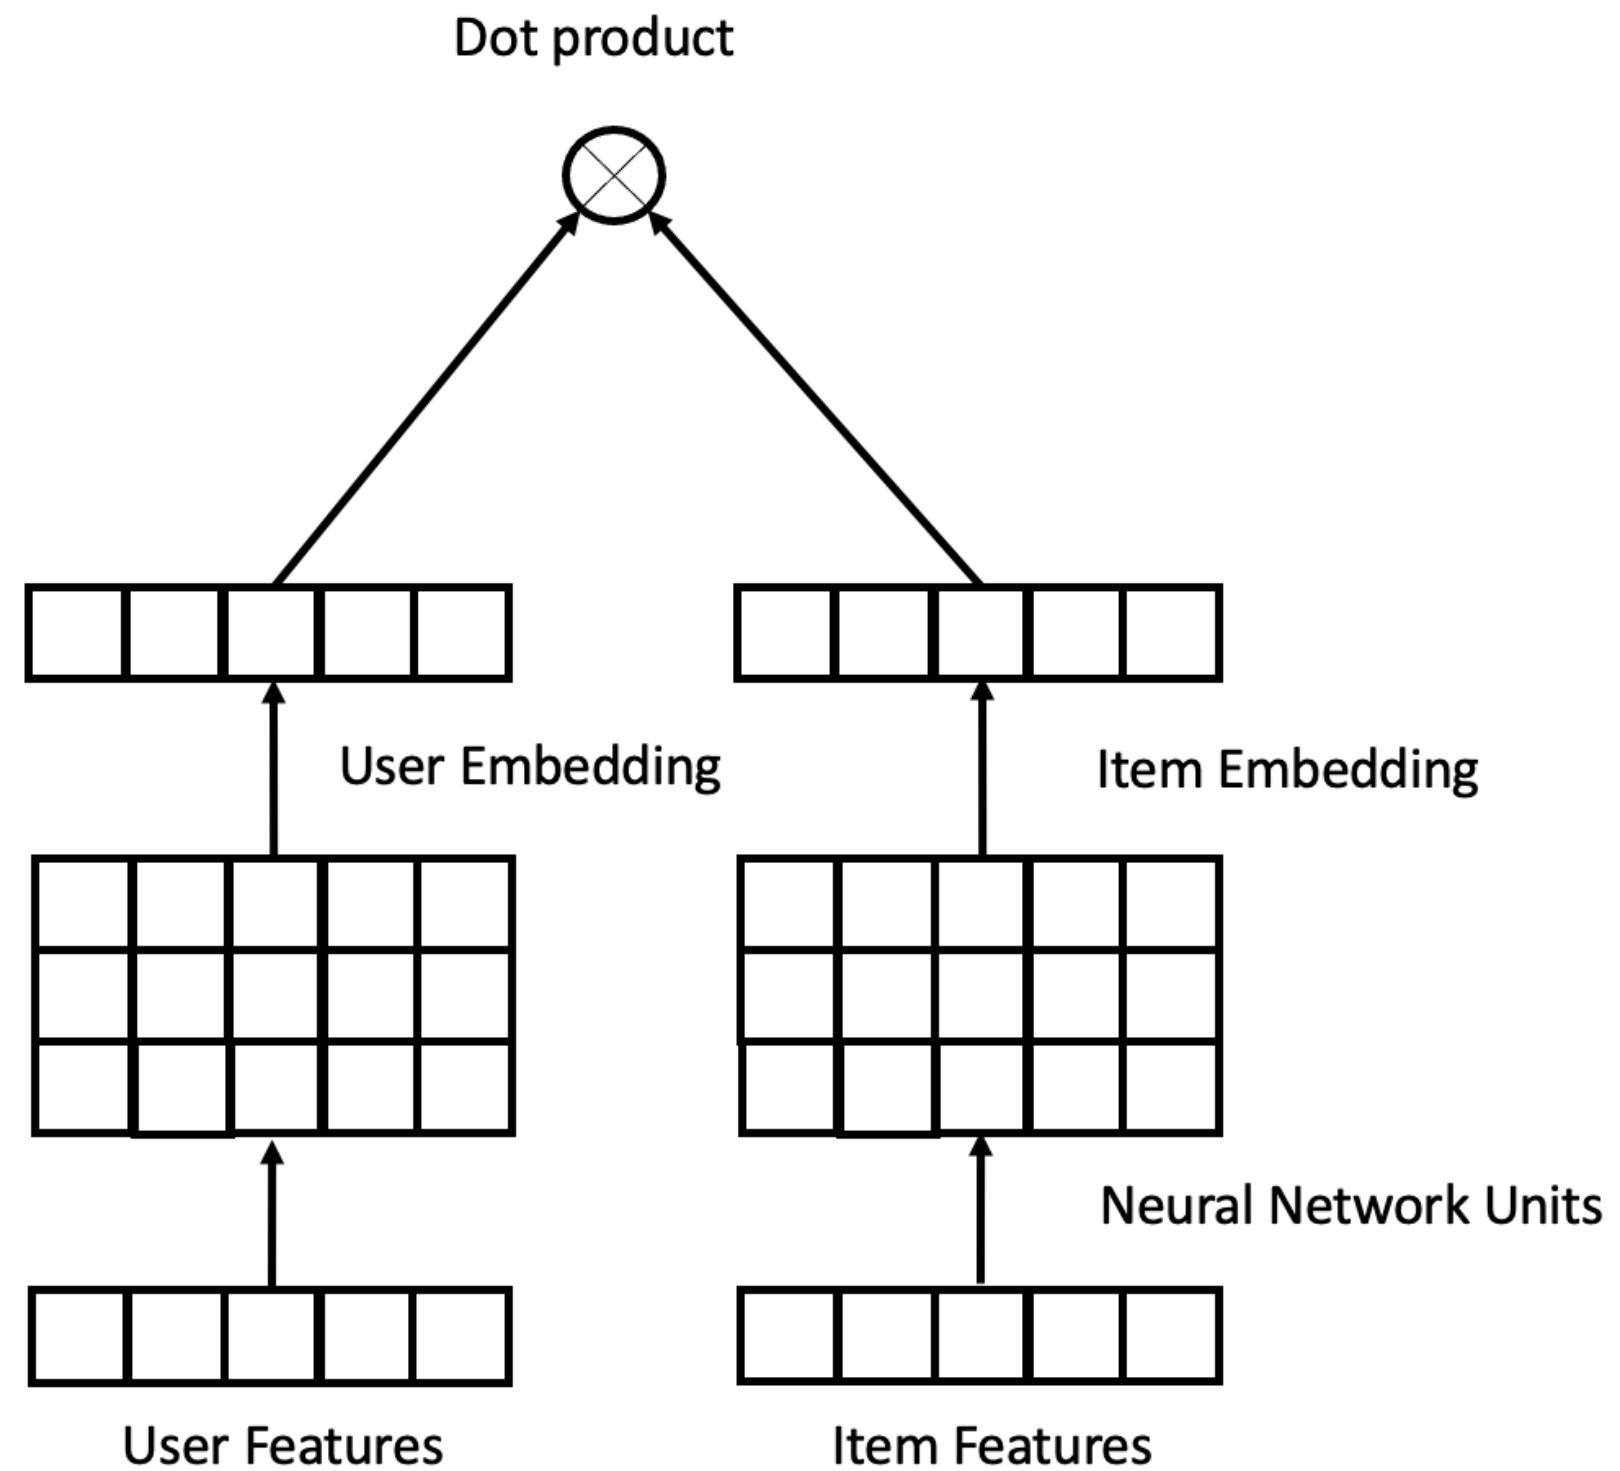 Dot product
User Embedding
Item Embedding
Neural Network Units
User Features
Item Features